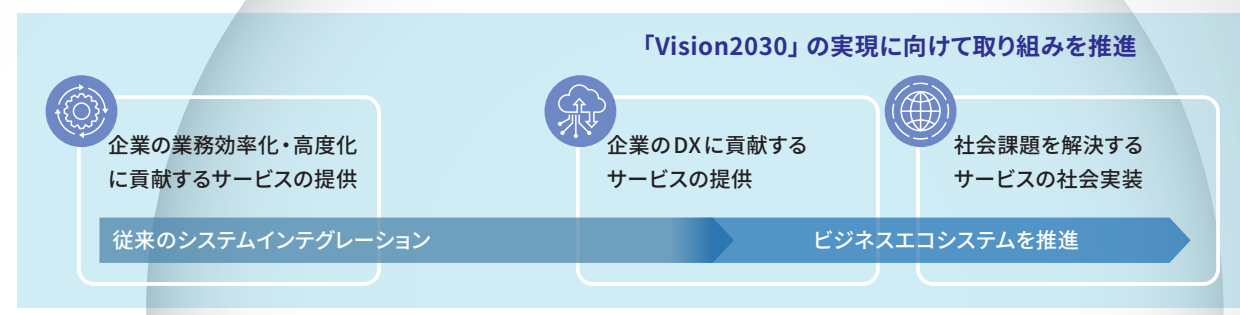 「Vision2030」の実現に向けて取り組みを推進
企業の業務効率化・高度化
に貢献するサービスの提供
企業のDXに貢献する
サービスの提供
社会課題を解決する
サービスの社会実装
従来のシステムインテグレーション
ビジネスエコシステムを推進